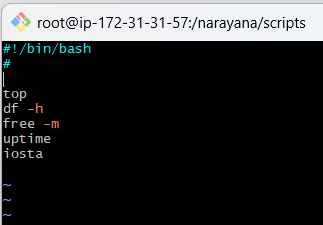 root@ip-172-31-31-57:/narayana/scripts
#!/bin/bash
#
top
df -h
free -m
uptime
iosta
~
~
~